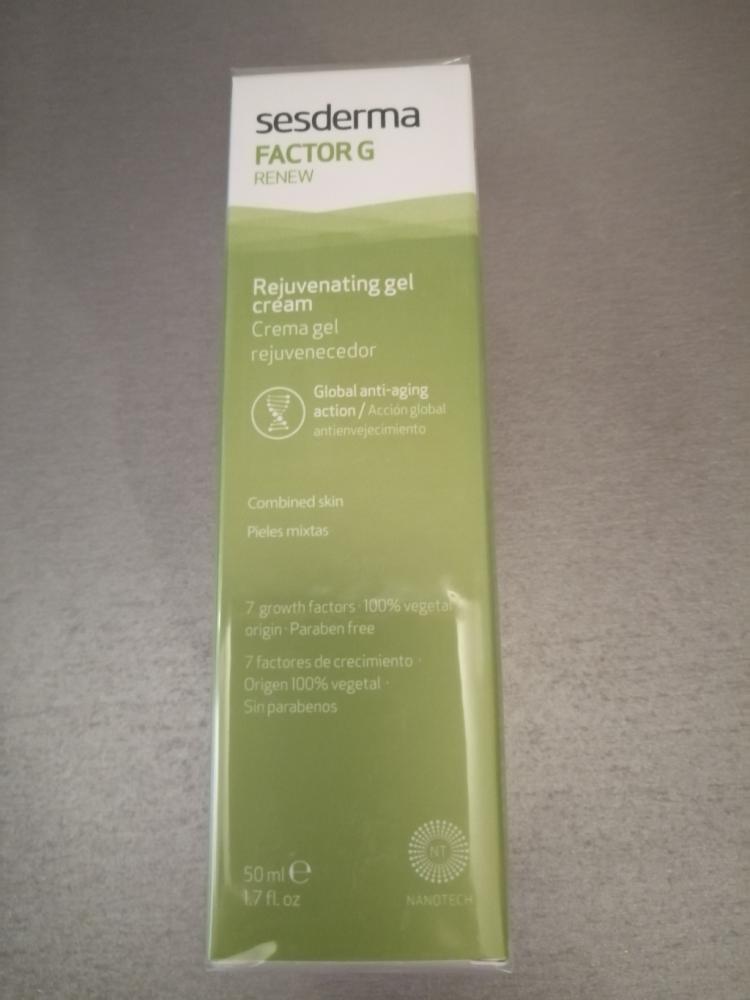 sesderma
FACTOR G
RENEW
Rejuvenating gel
cream
Crema gel
rejuvenecedor
Global anti-aging
action / Acción global
antienvejecimiento
Combined skin
Pieles mixtas
7 growth factors · 100% vegetal
origin · Paraben free
7 factores de crecimiento ·
Origen 100% vegetal ·
Sin parabenos
50 ml e
1.7 fl. oz
NT
NANOTECH